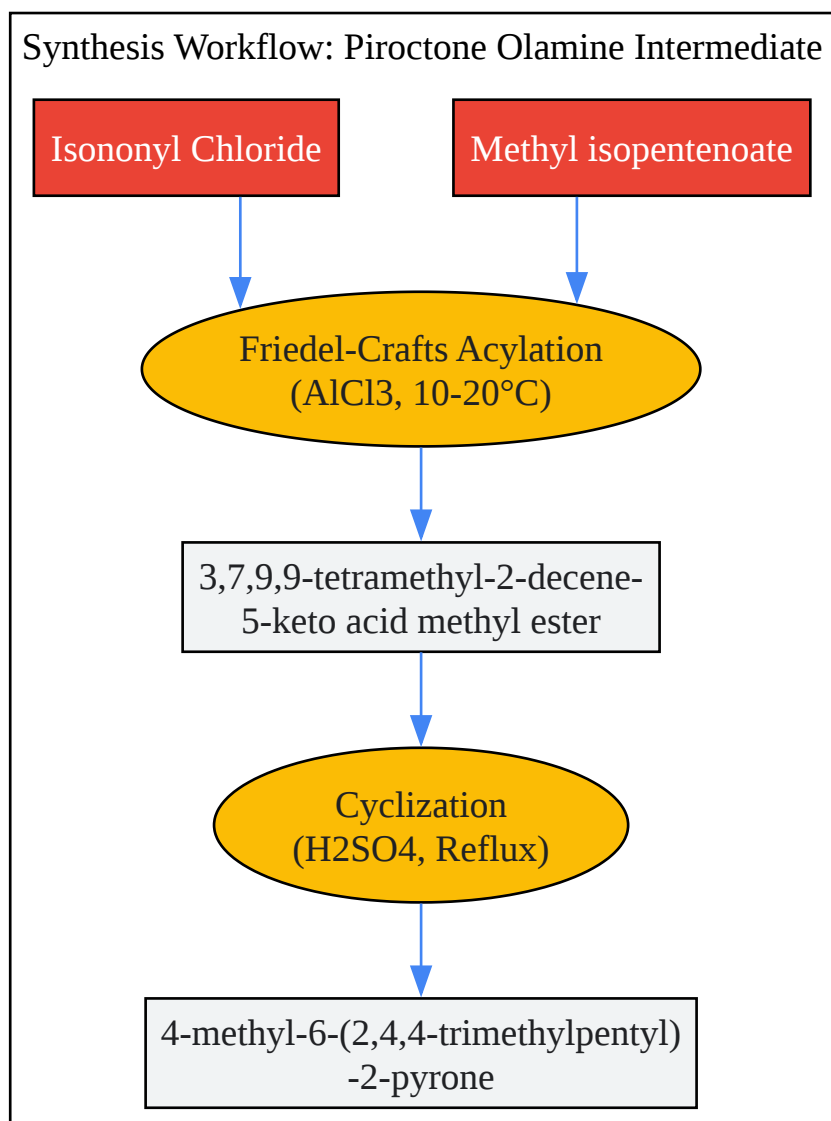 Synthesis Workflow: Piroctone Olamine Intermediate
Isononyl Chloride
Methyl isopentenoate
Friedel-Crafts Acylation
(AlCl3, 10-20°C)
3,7,9,9-tetramethyl-2-decene-
5-keto acid methyl ester
Cyclization
(H2SO4, Reflux)
4-methyl-6-(2,4,4-trimethylpentyl)
-2-pyrone